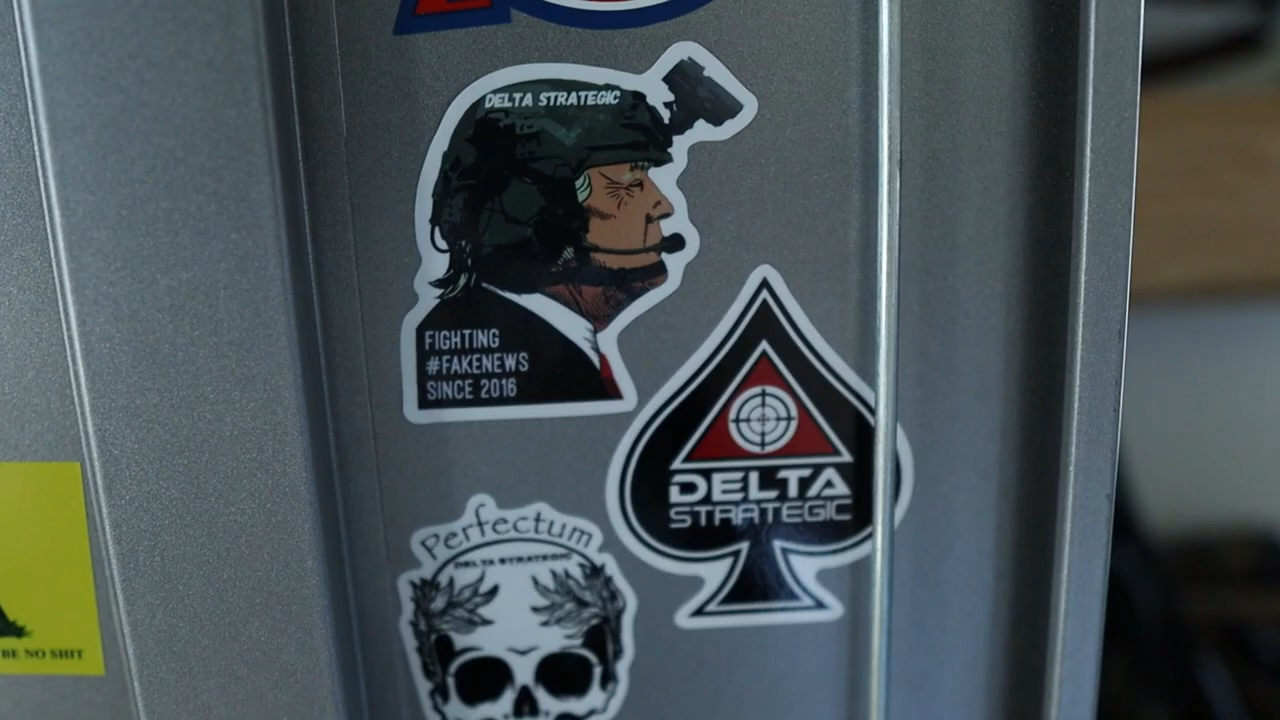 DELTA STRATEGIC
FIGHTING
#FAKENEWS
SINCE 2016
DELTA
STRATEGIC
Perfectum
DELTA STRATEGIC
BE NO SHIT